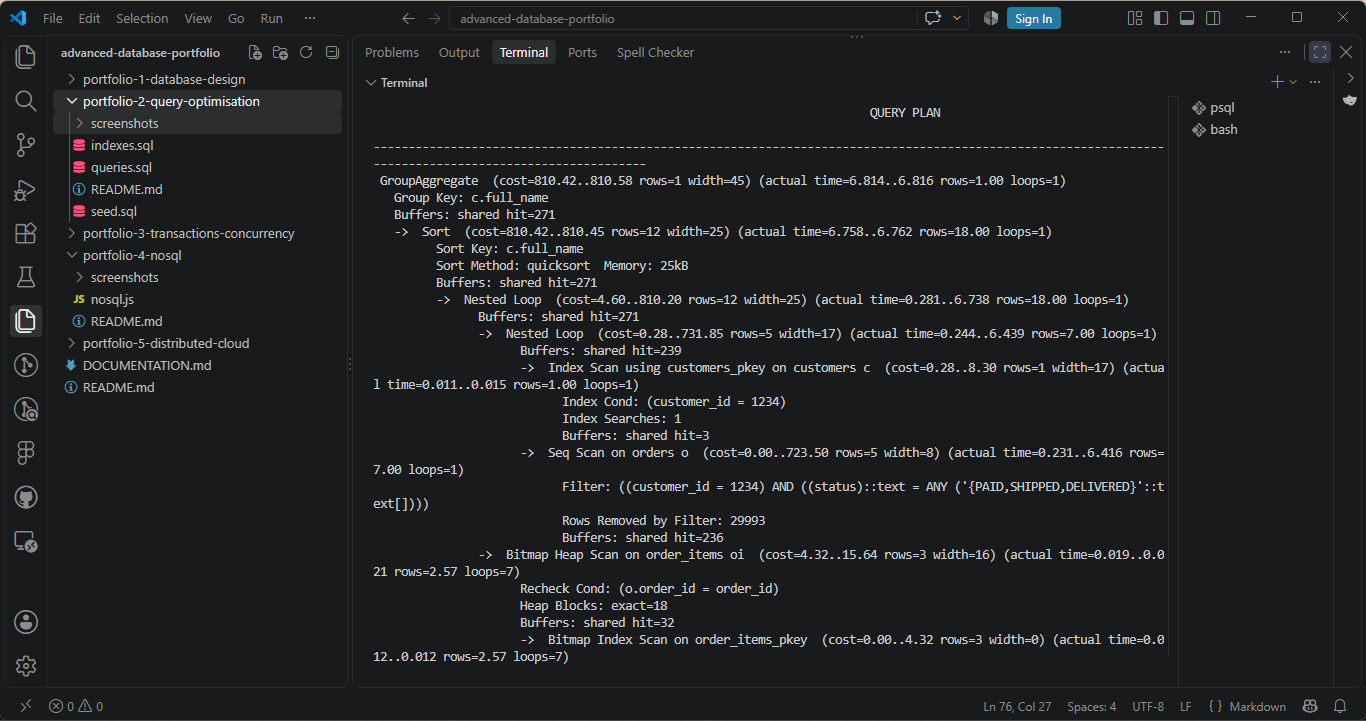 File Edit Selection View Go Run ···
advanced-database-portfolio
Sign In
advanced-database-portfolio
portfolio-1-database-design
portfolio-2-query-optimisation
screenshots
indexes.sql
queries.sql
README.md
seed.sql
portfolio-3-transactions-concurrency
portfolio-4-nosql
screenshots
JS nosql.js
README.md
portfolio-5-distributed-cloud
DOCUMENTATION.md
README.md
Problems Output Terminal Ports Spell Checker
Terminal
psql
bash
QUERY PLAN
-----------------------------------------------------------------------------------------------------------------
---------------------------------------
GroupAggregate  (cost=810.42..810.58 rows=1 width=45) (actual time=6.814..6.816 rows=1.00 loops=1)
Group Key: c.full_name
Buffers: shared hit=271
->  Sort  (cost=810.42..810.45 rows=12 width=25) (actual time=6.758..6.762 rows=18.00 loops=1)
Sort Key: c.full_name
Sort Method: quicksort  Memory: 25kB
Buffers: shared hit=271
->  Nested Loop  (cost=4.60..810.20 rows=12 width=25) (actual time=0.281..6.738 rows=18.00 loops=1)
Buffers: shared hit=271
->  Nested Loop  (cost=0.28..731.85 rows=5 width=17) (actual time=0.244..6.439 rows=7.00 loops=1)
Buffers: shared hit=239
->  Index Scan using customers_pkey on customers c  (cost=0.28..8.30 rows=1 width=17) (actua
l time=0.011..0.015 rows=1.00 loops=1)
Index Cond: (customer_id = 1234)
Index Searches: 1
Buffers: shared hit=3
->  Seq Scan on orders o  (cost=0.00..723.50 rows=5 width=8) (actual time=0.231..6.416 rows=
7.00 loops=1)
Filter: ((customer_id = 1234) AND ((status)::text = ANY ('{PAID,SHIPPED,DELIVERED}'::t
ext[])))
Rows Removed by Filter: 29993
Buffers: shared hit=236
->  Bitmap Heap Scan on order_items oi  (cost=4.32..15.64 rows=3 width=16) (actual time=0.019..0.0
21 rows=2.57 loops=7)
Recheck Cond: (o.order_id = order_id)
Heap Blocks: exact=18
Buffers: shared hit=32
->  Bitmap Index Scan on order_items_pkey  (cost=0.00..4.32 rows=3 width=0) (actual time=0.0
12..0.012 rows=2.57 loops=7)
0 0
Ln 76, Col 27 Spaces: 4 UTF-8 LF { } Markdown